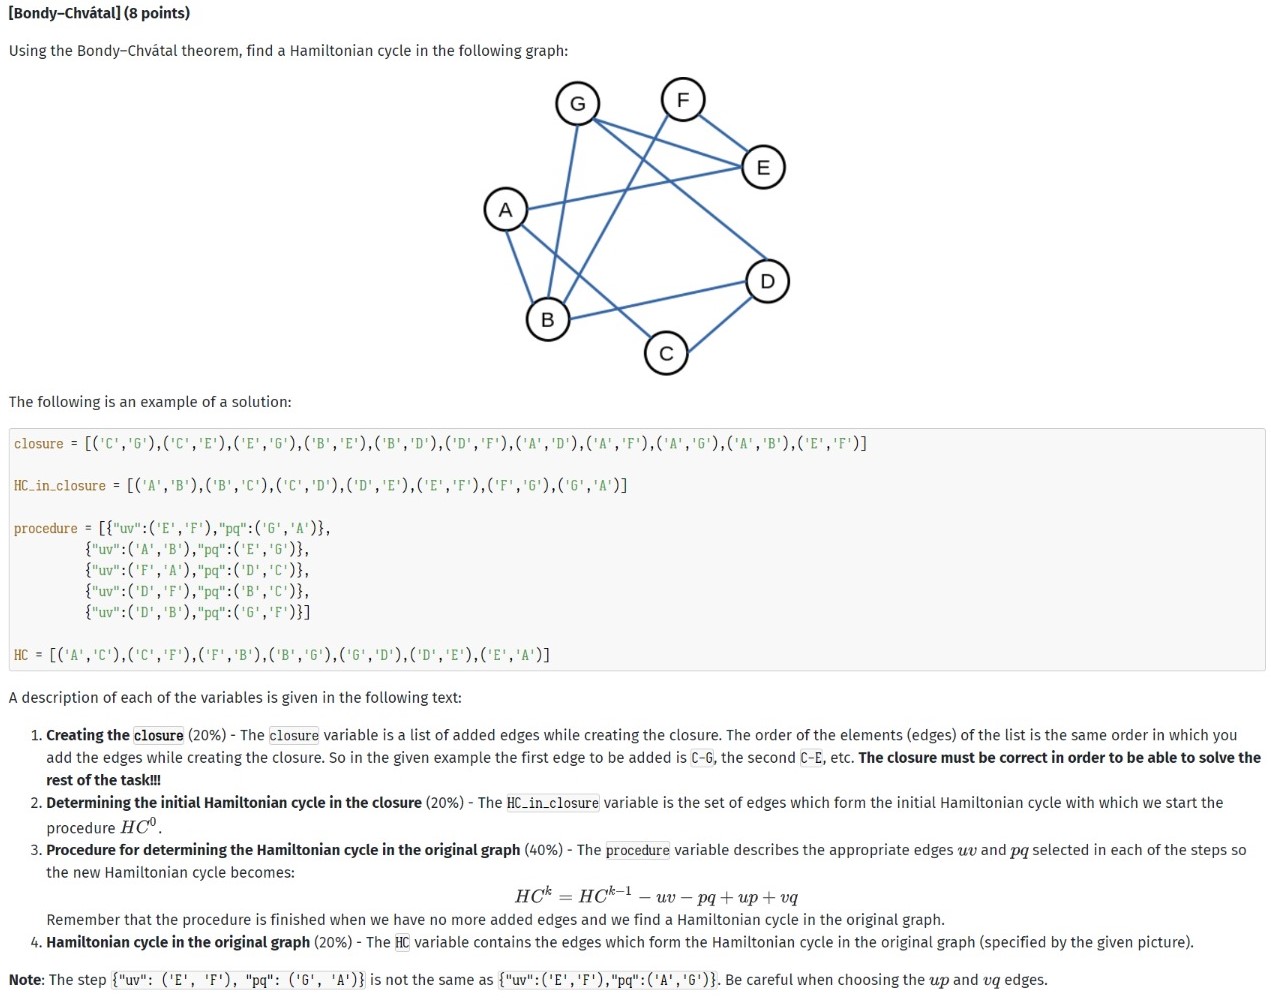 [Bondy–Chvátal] (8 points)
Using the Bondy–Chvátal theorem, find a Hamiltonian cycle in the following graph:
G
F
E
A
D
B
C
The following is an example of a solution:
closure = [('C','G'),('C','E'),('E','G'),('B','E'),('B','D'),('D','F'),('A','D'),('A','F'),('A','G'),('A','B'),('E','F')]
HC_in_closure = [('A','B'),('B','C'),('C','D'),('D','E'),('E','F'),('F','G'),('G','A')]
procedure = [{"uv":('E','F'),"pq":('G','A')},
{"uv":('A','B'),"pq":('E','G')},
{"uv":('F','A'),"pq":('D','C')},
{"uv":('D','F'),"pq":('B','C')},
{"uv":('D','B'),"pq":('G','F')}]
HC = [('A','C'),('C','F'),('F','B'),('B','G'),('G','D'),('D','E'),('E','A')]
A description of each of the variables is given in the following text:
1. Creating the closure (20%) - The closure variable is a list of added edges while creating the closure. The order of the elements (edges) of the list is the same order in which you
add the edges while creating the closure. So in the given example the first edge to be added is C-G, the second C-E, etc. The closure must be correct in order to be able to solve the
rest of the task!!!
2. Determining the initial Hamiltonian cycle in the closure (20%) - The HC_in_closure variable is the set of edges which form the initial Hamiltonian cycle with which we start the
procedure HC⁰.
3. Procedure for determining the Hamiltonian cycle in the original graph (40%) - The procedure variable describes the appropriate edges uv and pq selected in each of the steps so
the new Hamiltonian cycle becomes:
HCᵏ = HCᵏ⁻¹ − uv − pq + up + vq
Remember that the procedure is finished when we have no more added edges and we find a Hamiltonian cycle in the original graph.
4. Hamiltonian cycle in the original graph (20%) - The HC variable contains the edges which form the Hamiltonian cycle in the original graph (specified by the given picture).
Note: The step {"uv": ('E', 'F'), "pq": ('G', 'A')} is not the same as {"uv":('E','F'),"pq":('A','G')}. Be careful when choosing the up and vq edges.